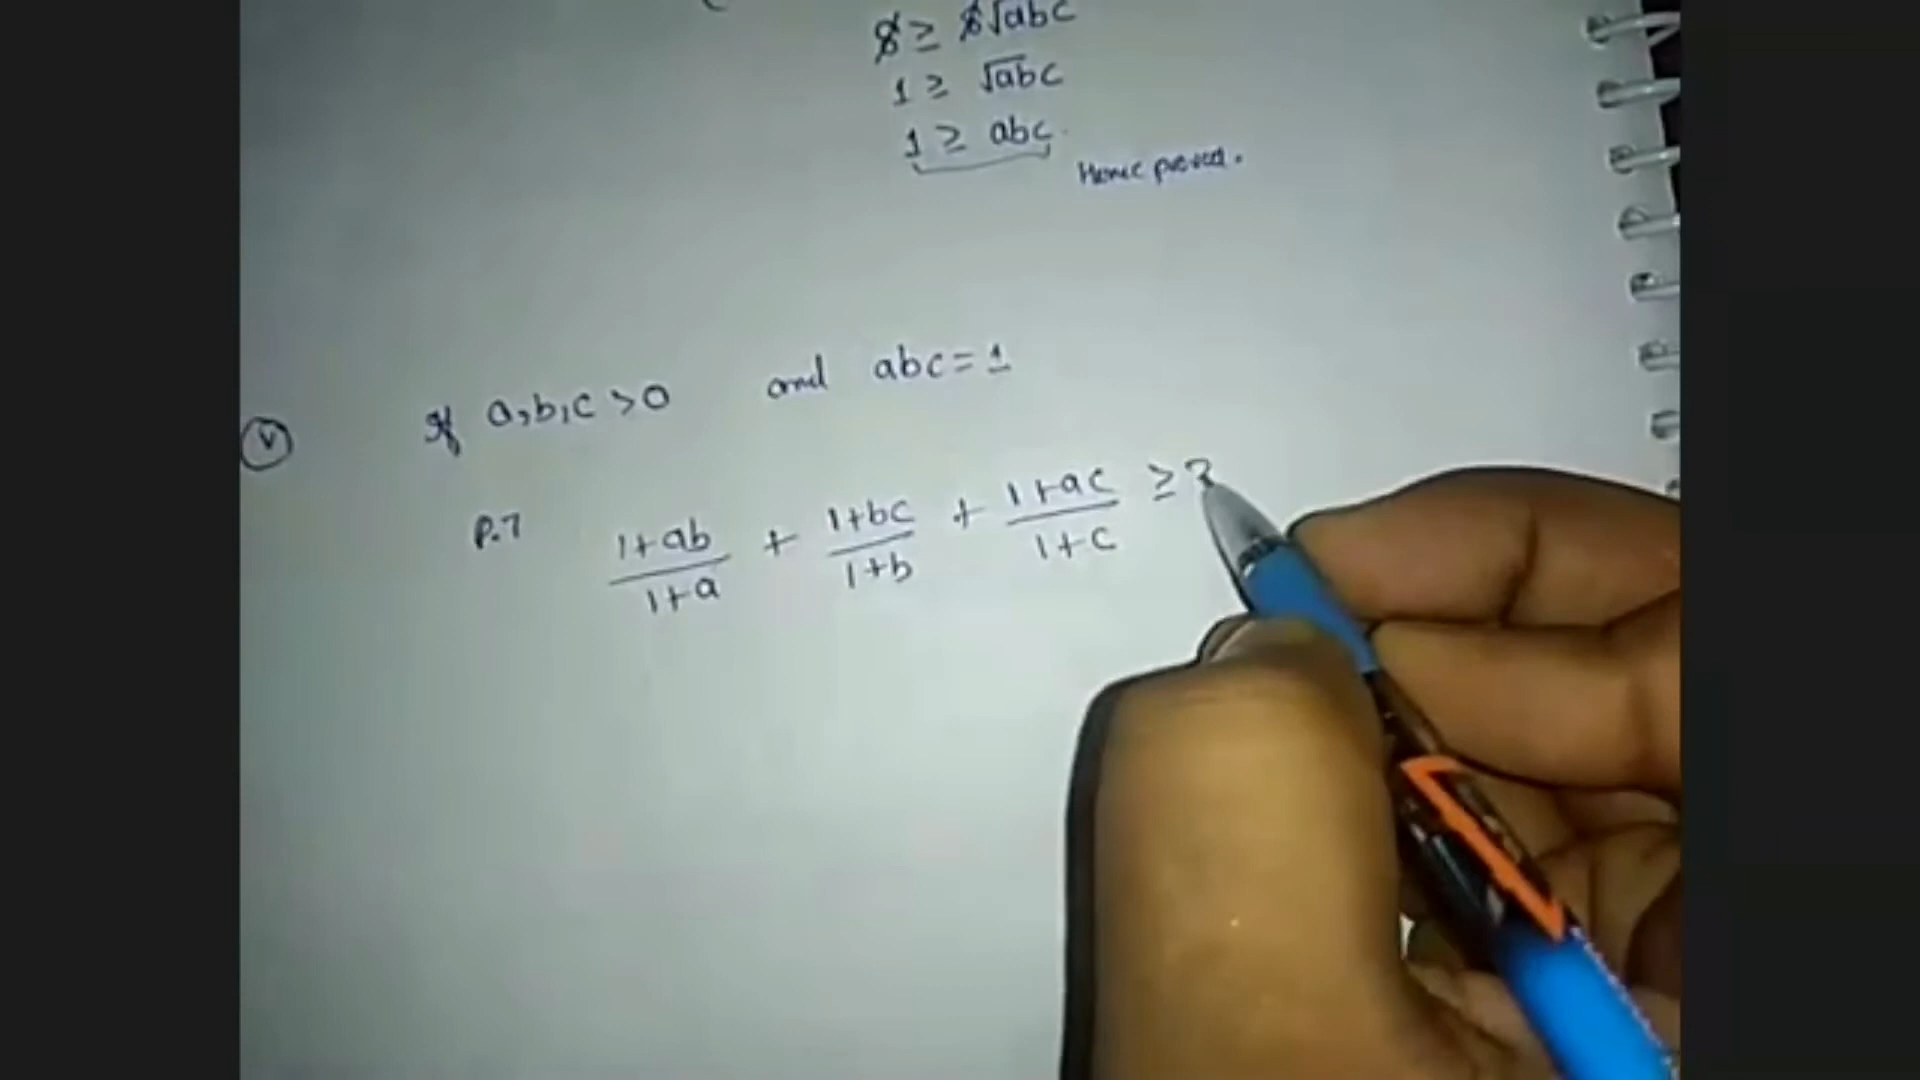 8 ≥ 8√abc
1 ≥ √abc
1 ≥ abc.
Hence proved.
(v) If a,b,c >0 and abc=1
P.T (1+ab)/(1+a) + (1+bc)/(1+b) + (1+ac)/(1+c) ≥ 3